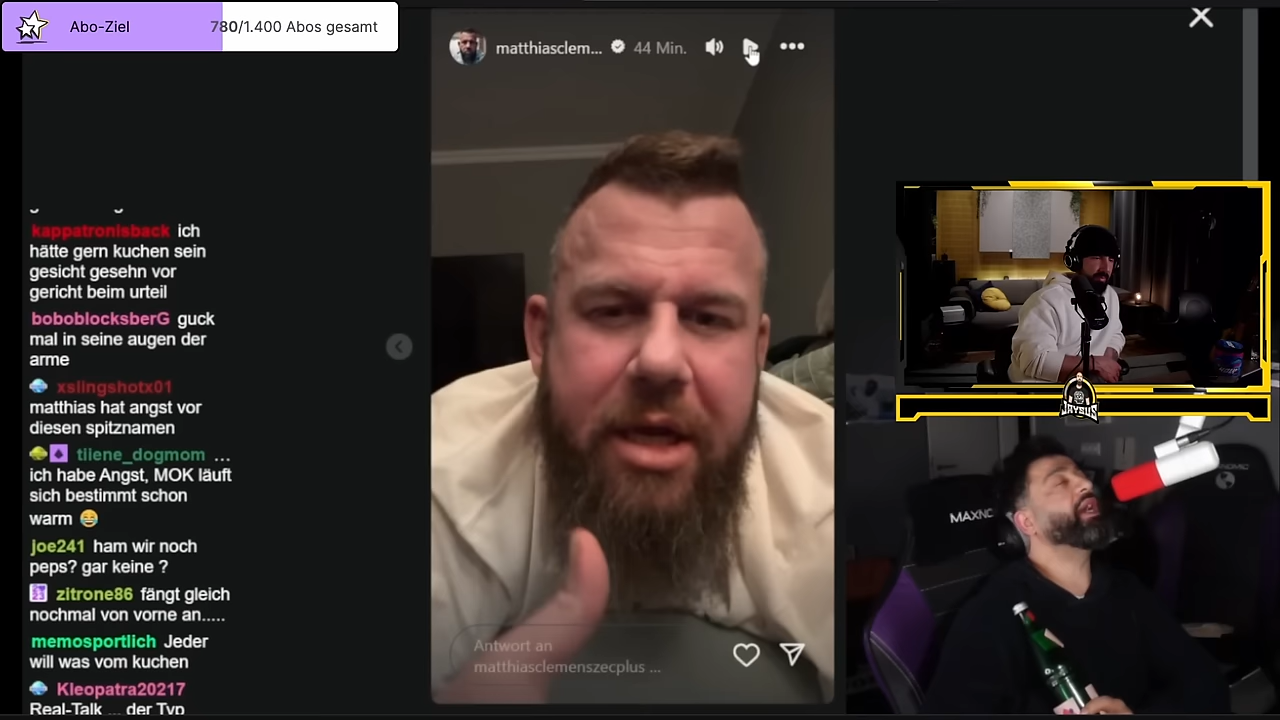 Abo-Ziel
780/1.400 Abos gesamt
matthiasclem... 44 Min.
kappatronisback ich
hätte gern kuchen sein
gesicht gesehn vor
gericht beim urteil
boboblocksberG guck
mal in seine augen der
arme
xslingshotx01
matthias hat angst vor
diesen spitznamen
tilene_dogmom ...
ich habe Angst, MOK läuft
sich bestimmt schon
warm 😂
joe241 ham wir noch
peps? gar keine ?
zitrone86 fängt gleich
nochmal von vorne an.....
memosportlich Jeder
will was vom kuchen
Kleopatra20217
Real-Talk ... der Typ
Antwort an
matthiasclemenszecplus ...
JAYSUS
MAXNO